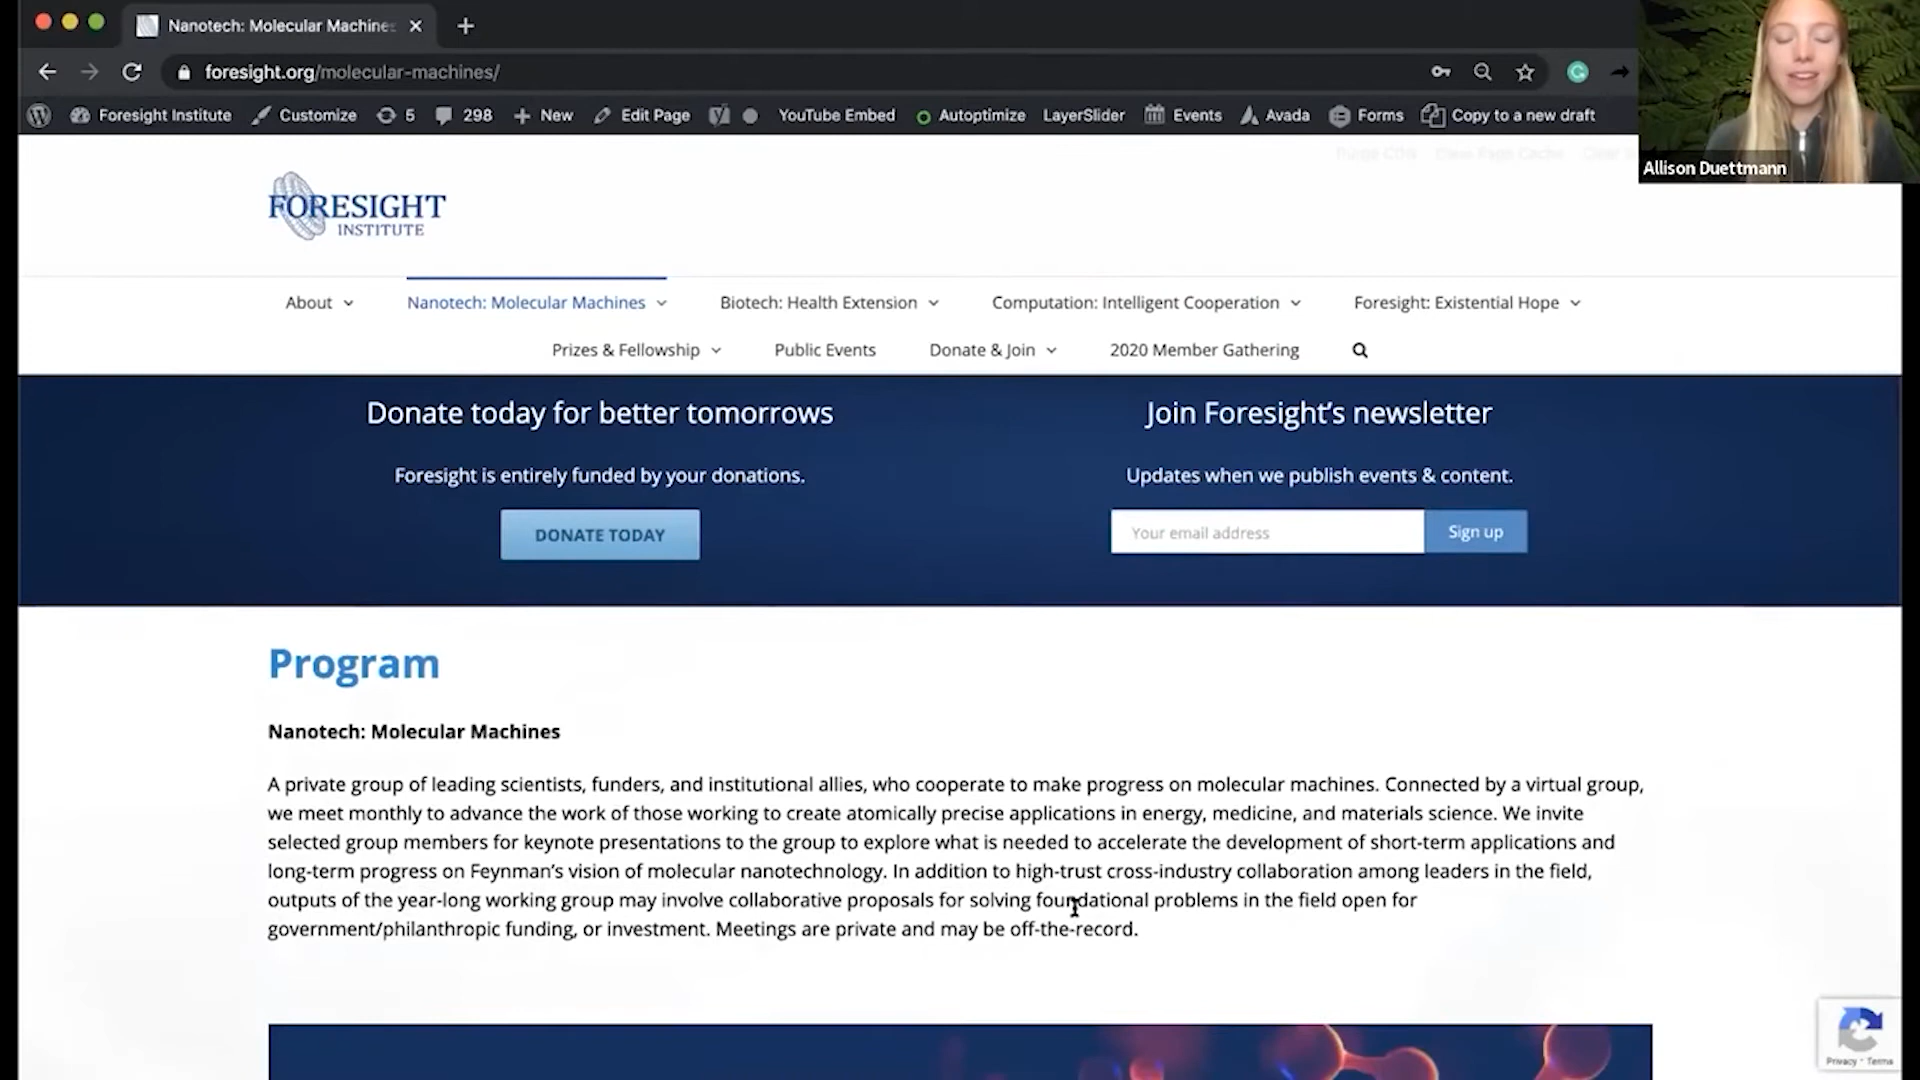 Nanotech: Molecular Machines
foresight.org/molecular-machines/
Foresight Institute Customize 5 298 New Edit Page YouTube Embed Autoptimize LayerSlider Events Avada Forms Copy to a new draft
Allison Duettmann
FORESIGHT
INSTITUTE
About Nanotech: Molecular Machines Biotech: Health Extension Computation: Intelligent Cooperation Foresight: Existential Hope
Prizes & Fellowship Public Events Donate & Join 2020 Member Gathering
Donate today for better tomorrows
Foresight is entirely funded by your donations.
DONATE TODAY
Join Foresight’s newsletter
Updates when we publish events & content.
Your email address Sign up
Program
Nanotech: Molecular Machines
A private group of leading scientists, funders, and institutional allies, who cooperate to make progress on molecular machines. Connected by a virtual group,
we meet monthly to advance the work of those working to create atomically precise applications in energy, medicine, and materials science. We invite
selected group members for keynote presentations to the group to explore what is needed to accelerate the development of short-term applications and
long-term progress on Feynman’s vision of molecular nanotechnology. In addition to high-trust cross-industry collaboration among leaders in the field,
outputs of the year-long working group may involve collaborative proposals for solving foundational problems in the field open for
government/philanthropic funding, or investment. Meetings are private and may be off-the-record.
Privacy - Terms